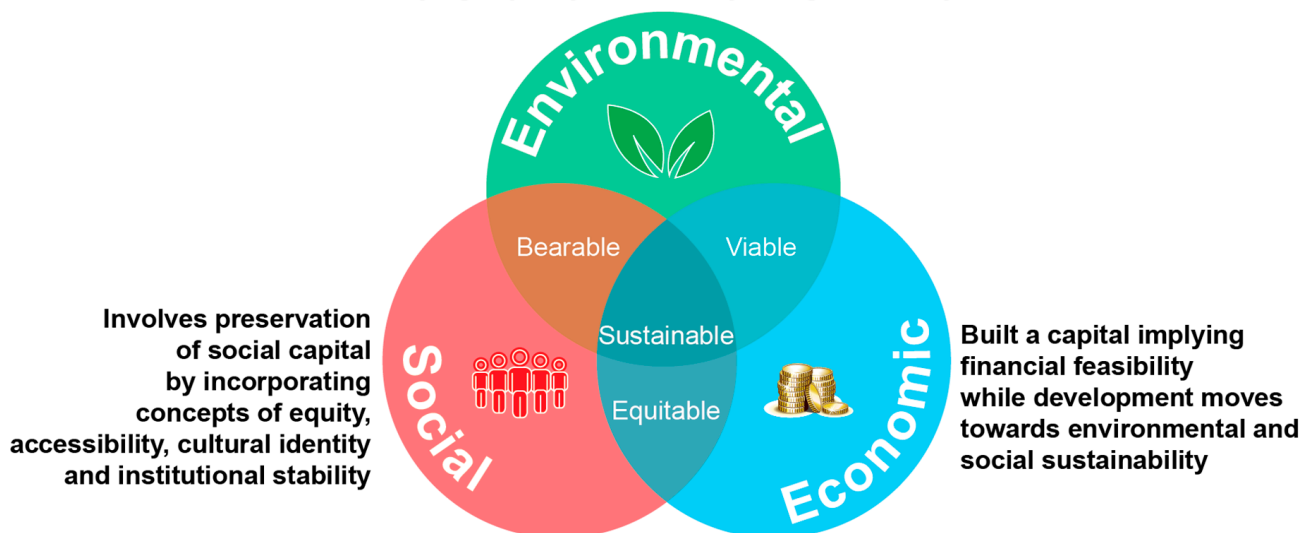 Environmental
Bearable
Viable
Sustainable
Equitable
Social
Economic
Involves preservation
of social capital
by incorporating
concepts of equity,
accessibility, cultural identity
and institutional stability
Built a capital implying
financial feasibility
while development moves
towards environmental and
social sustainability